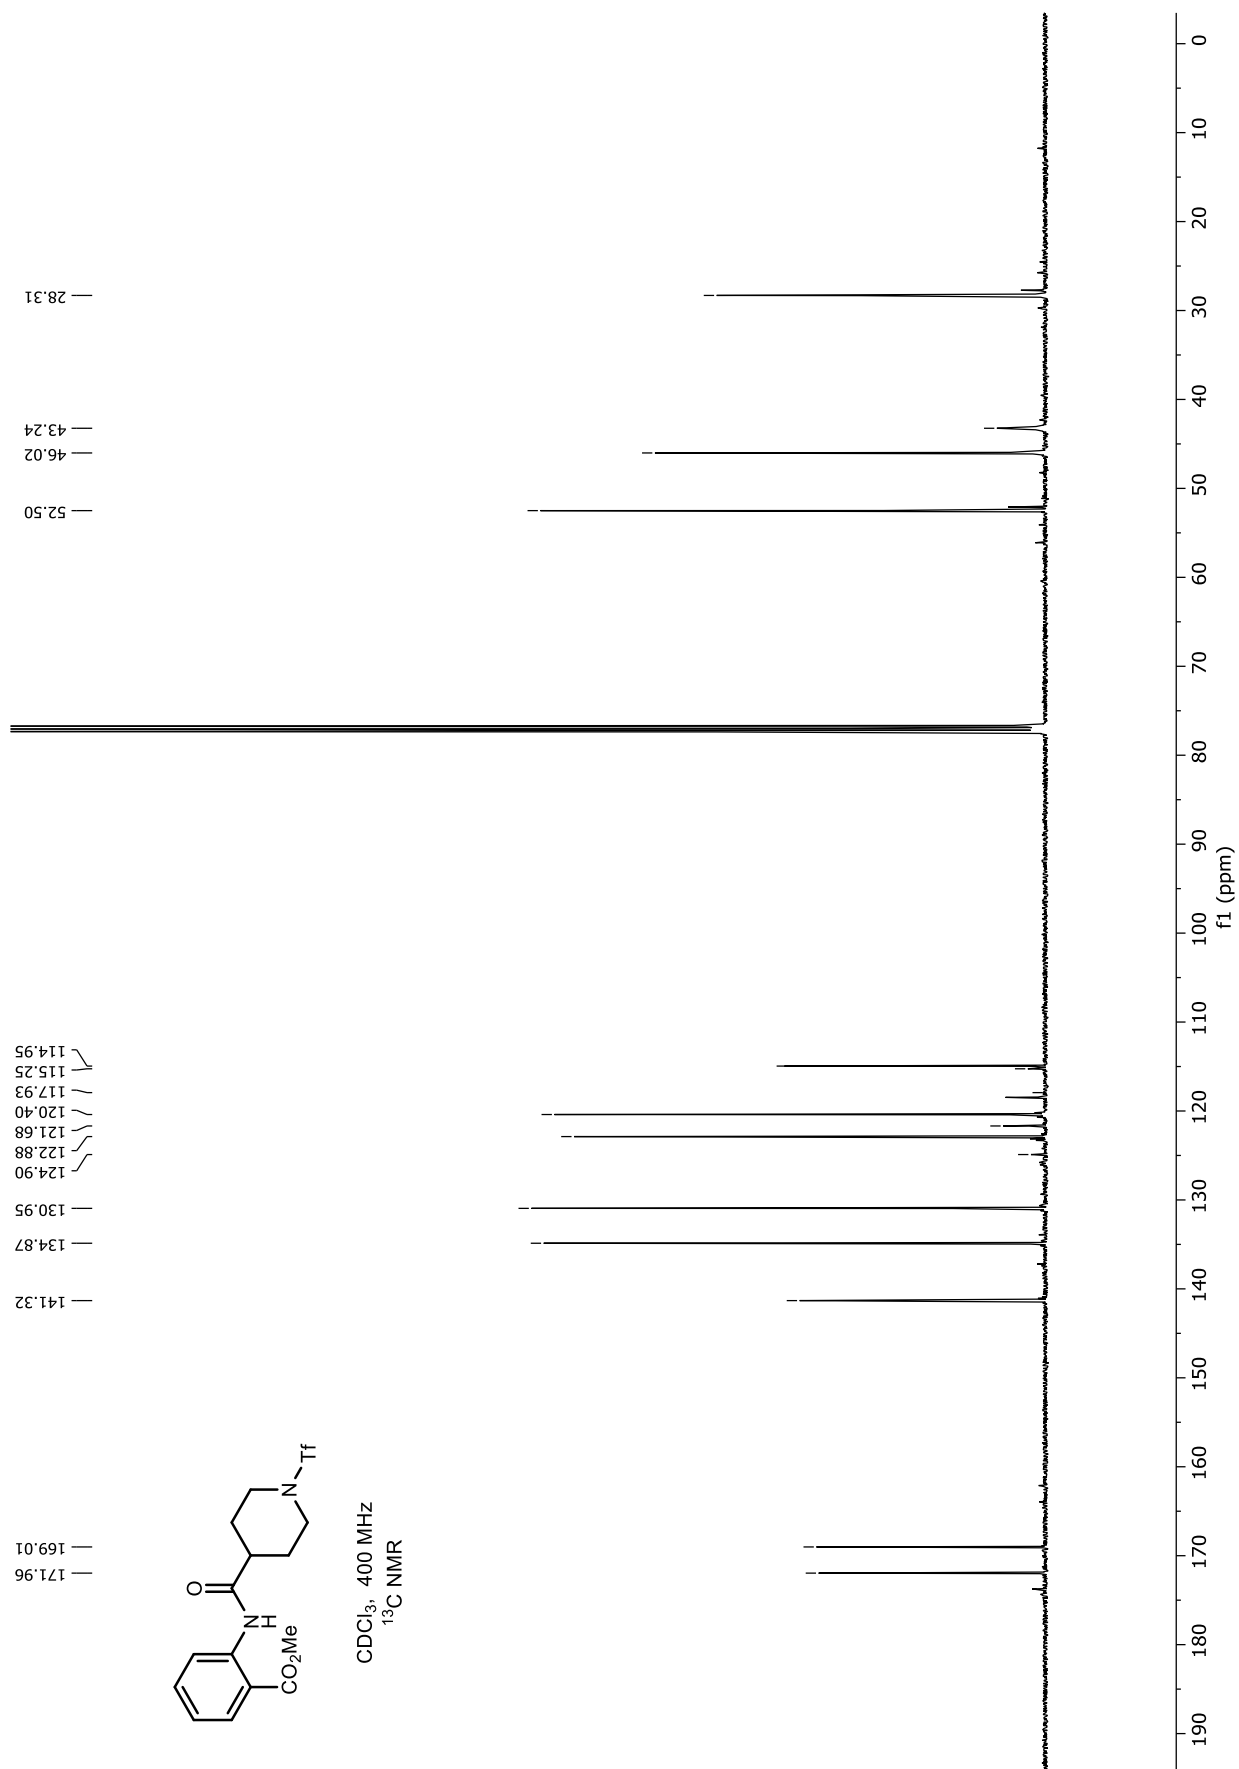 171.96
169.01
141.32
134.87
130.95
124.90
122.88
121.68
120.40
117.93
115.25
114.95
52.50
46.02
43.24
28.31
O
N
H
CO₂Me
N
Tf
CDCl₃, 400 MHz
¹³C NMR
190 180 170 160 150 140 130 120 110 100 90 80 70 60 50 40 30 20 10 0
f1 (ppm)